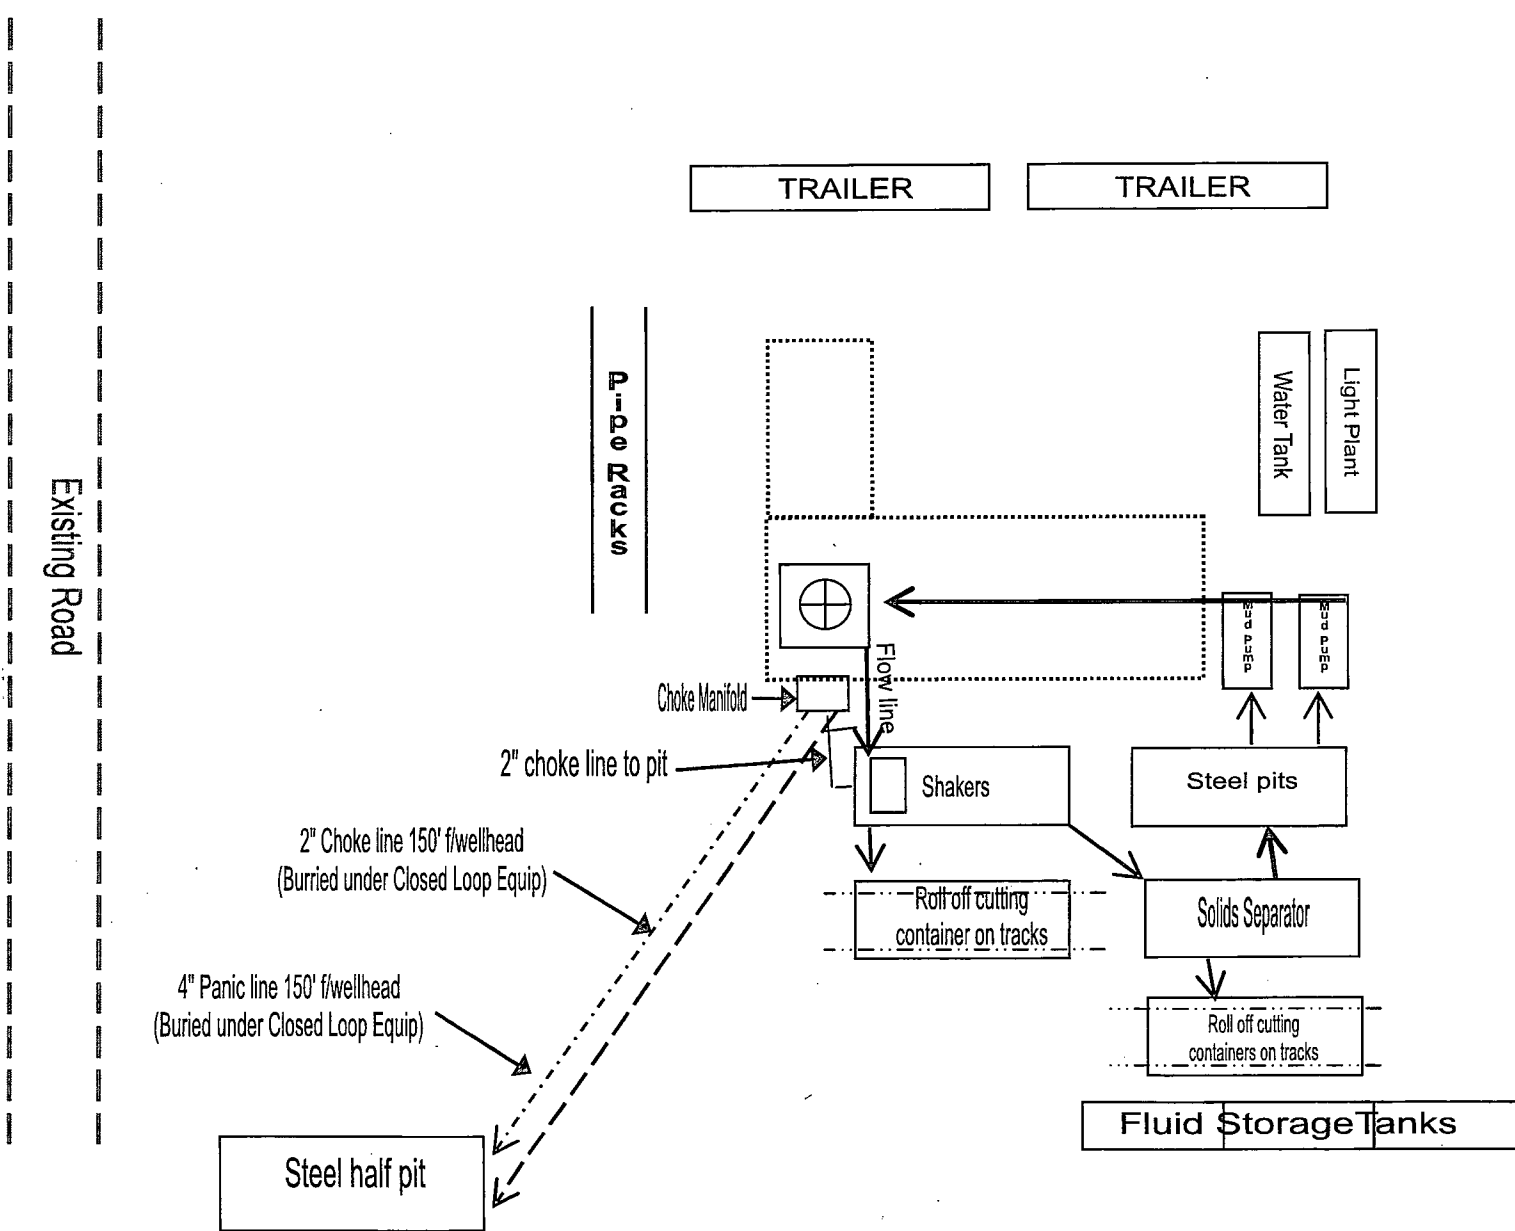 TRAILER
TRAILER
Existing Road
Pipe Racks
Water Tank
Light Plant
Mud Pump
Mud Pump
Flow line
Choke Manifold
2" choke line to pit
Shakers
Steel pits
2" Choke line 150' f/wellhead
(Burried under Closed Loop Equip)
Roll off cutting
container on tracks
Solids Separator
4" Panic line 150' f/wellhead
(Buried under Closed Loop Equip)
Roll off cutting
containers on tracks
Fluid StorageTanks
Steel half pit